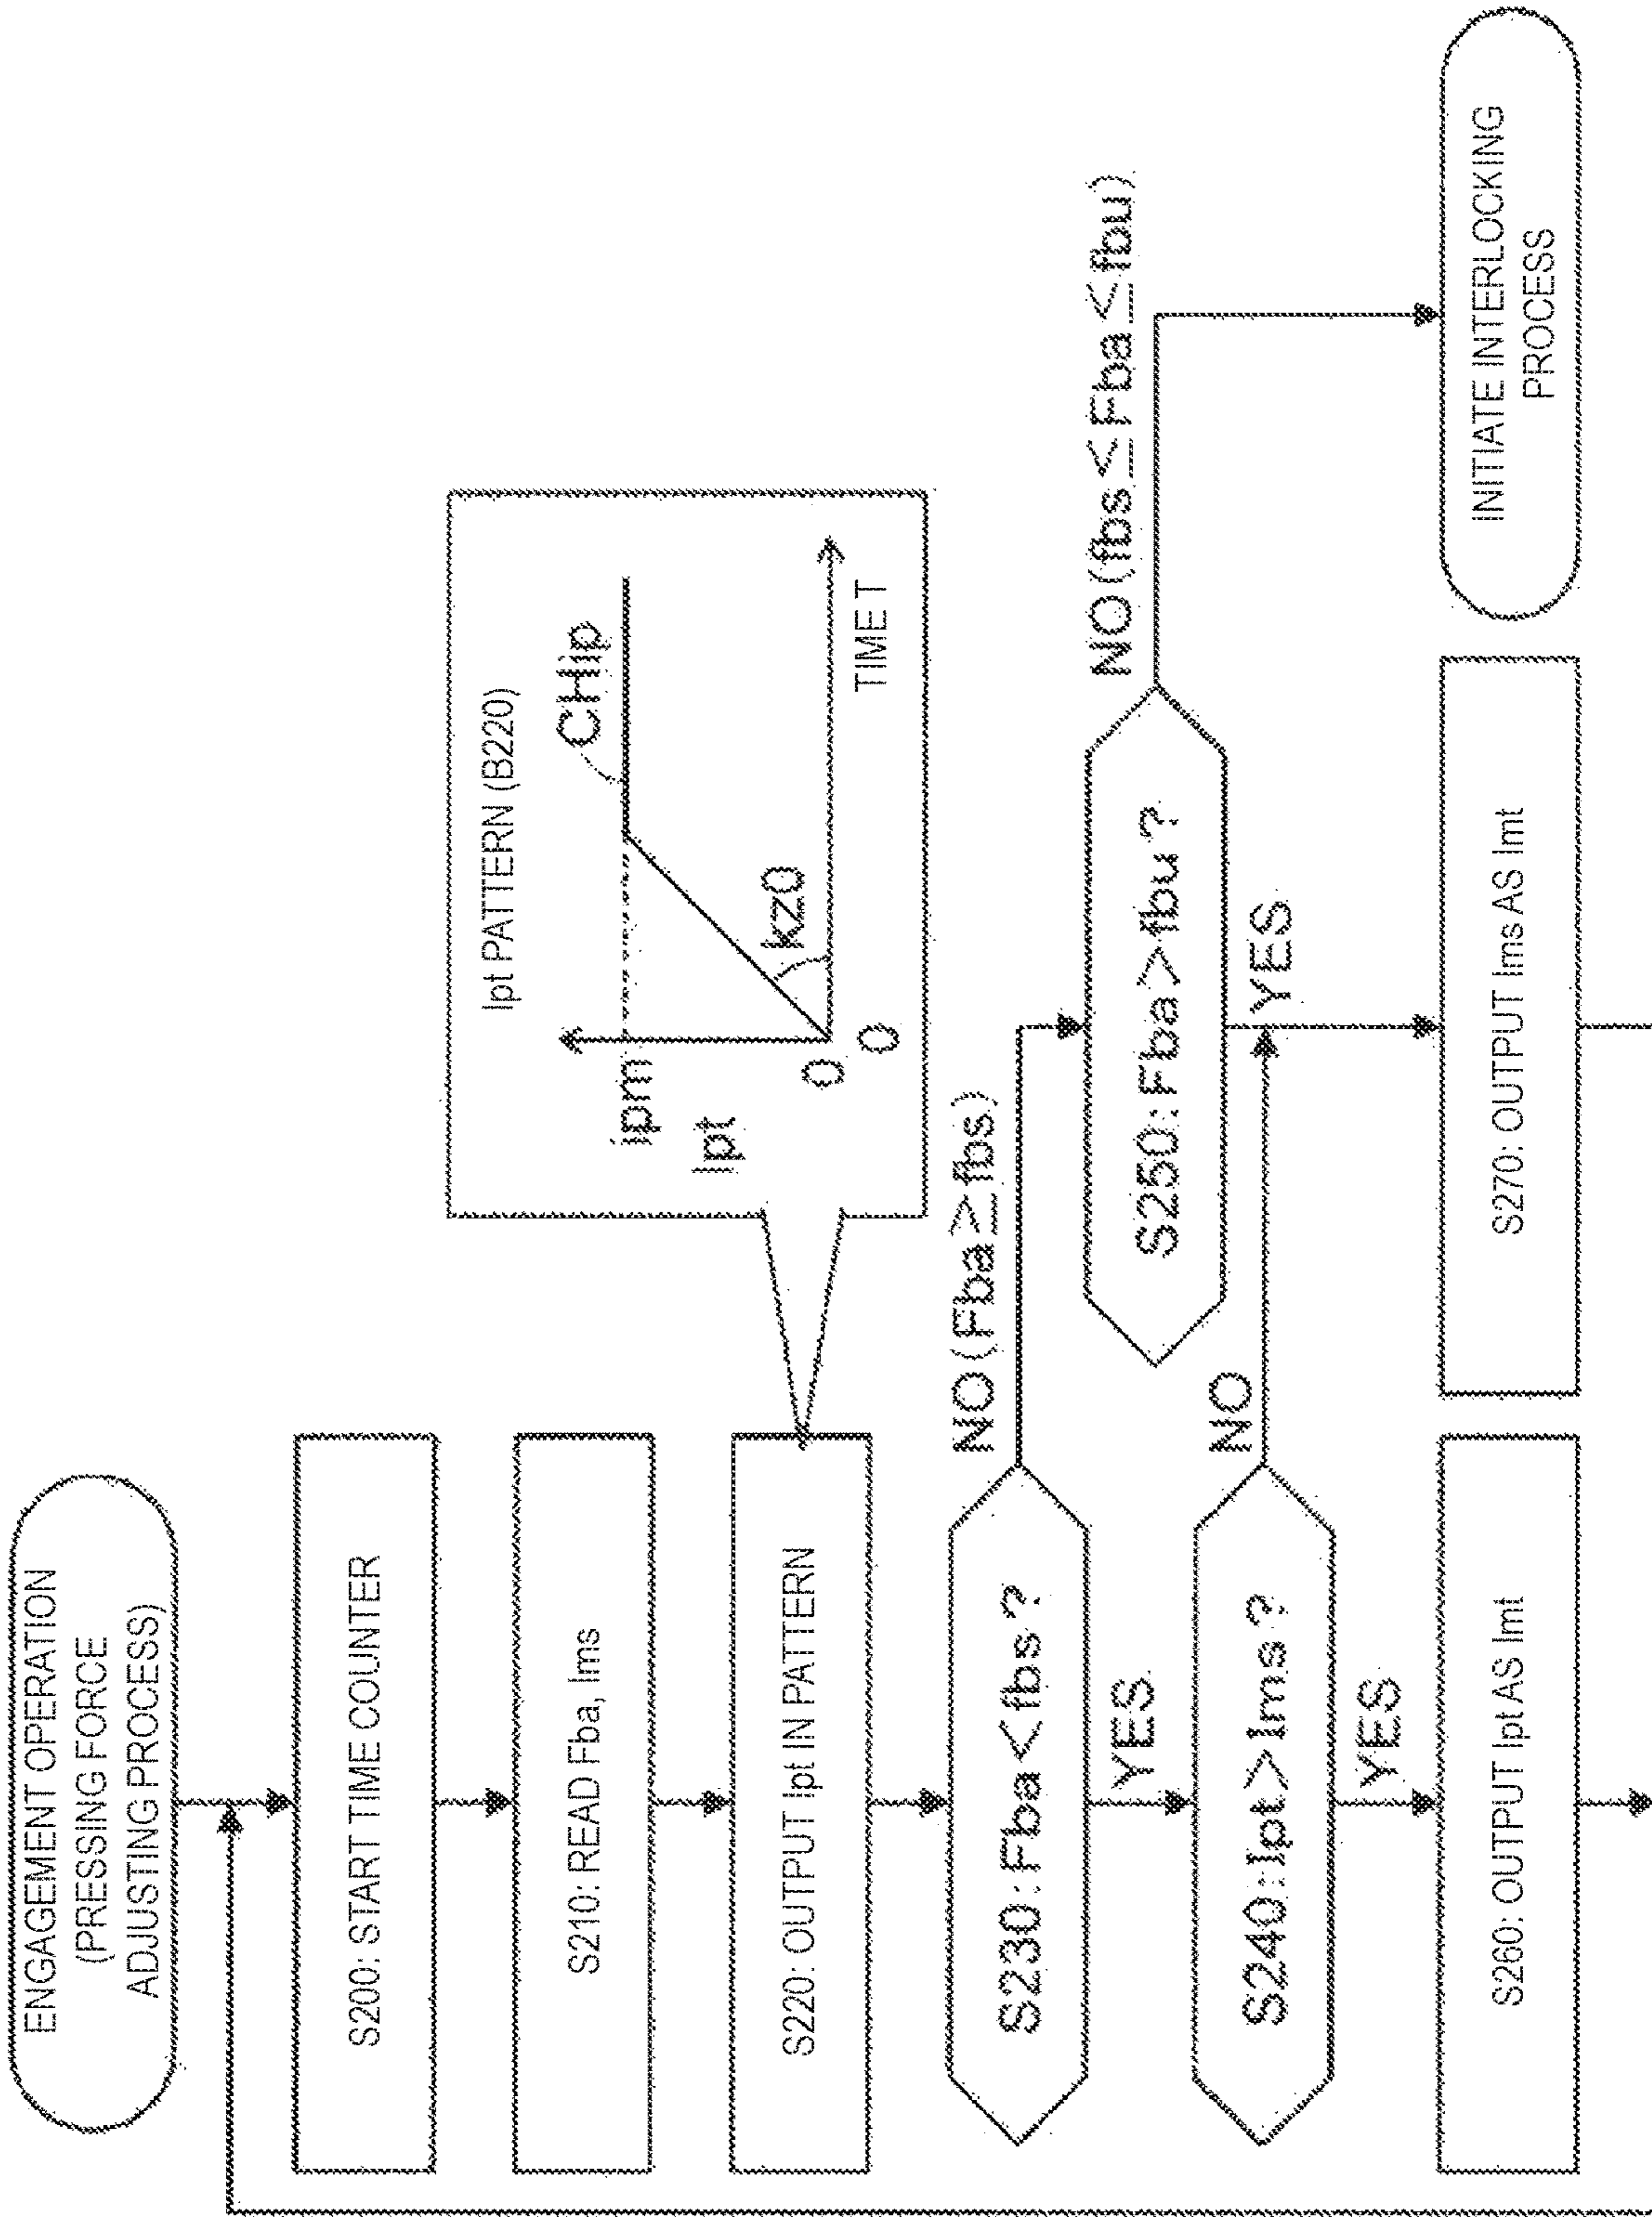 ENGAGEMENT OPERATION
(PRESSING FORCE
ADJUSTING PROCESS)
S200: START TIME COUNTER
S210: READ Fba, Ims
S220: OUTPUT Ipt IN PATTERN
Ipt PATTERN (B220)
CHip
ipm
Ipt
kz0
0
0
TIME T
S230:Fba<fbs?
NO(Fba≥fbs)
YES
S240:Ipt>Ims?
NO
YES
S250:Fba>fbu?
NO(fbs≤Fba≤fbu)
YES
S260: OUTPUT Ipt AS Imt
S270: OUTPUT Ims AS Imt
INITIATE INTERLOCKING
PROCESS